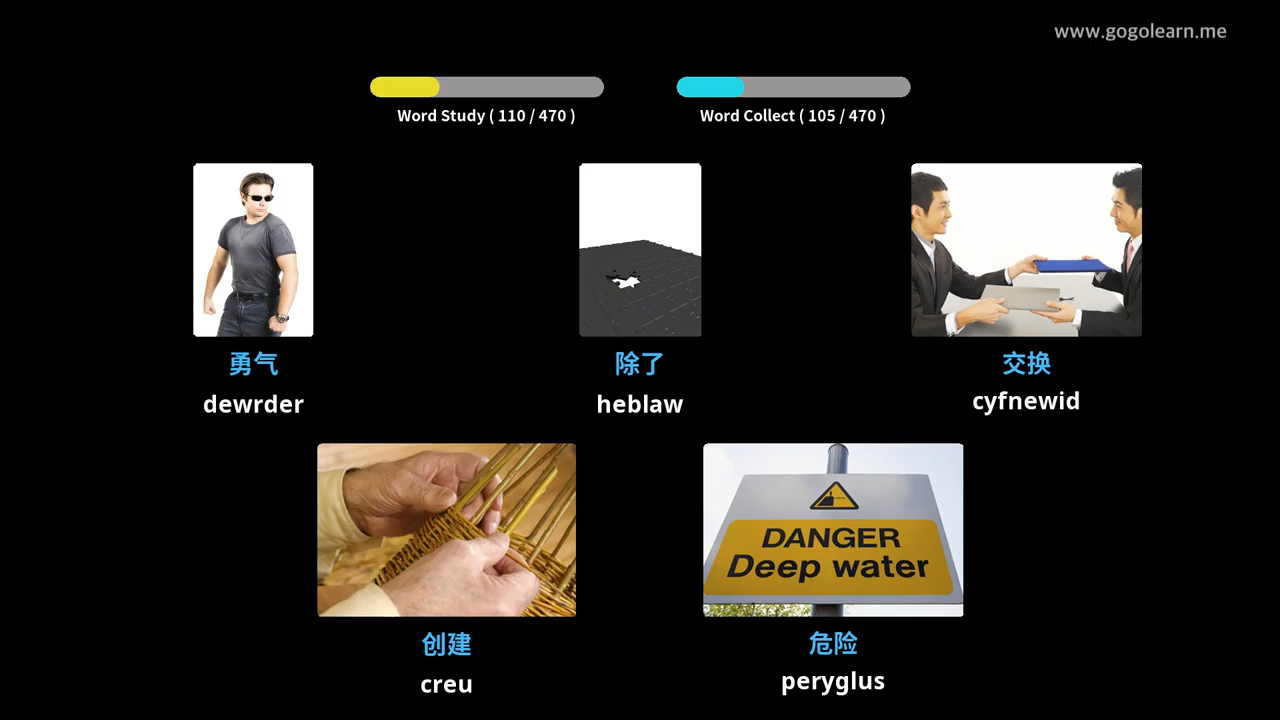 www.gogolearn.me
Word Study ( 110 / 470 )
Word Collect ( 105 / 470 )
勇气
除了
交换
dewrder
heblaw
cyfnewid
DANGER
Deep water
创建
危险
creu
peryglus